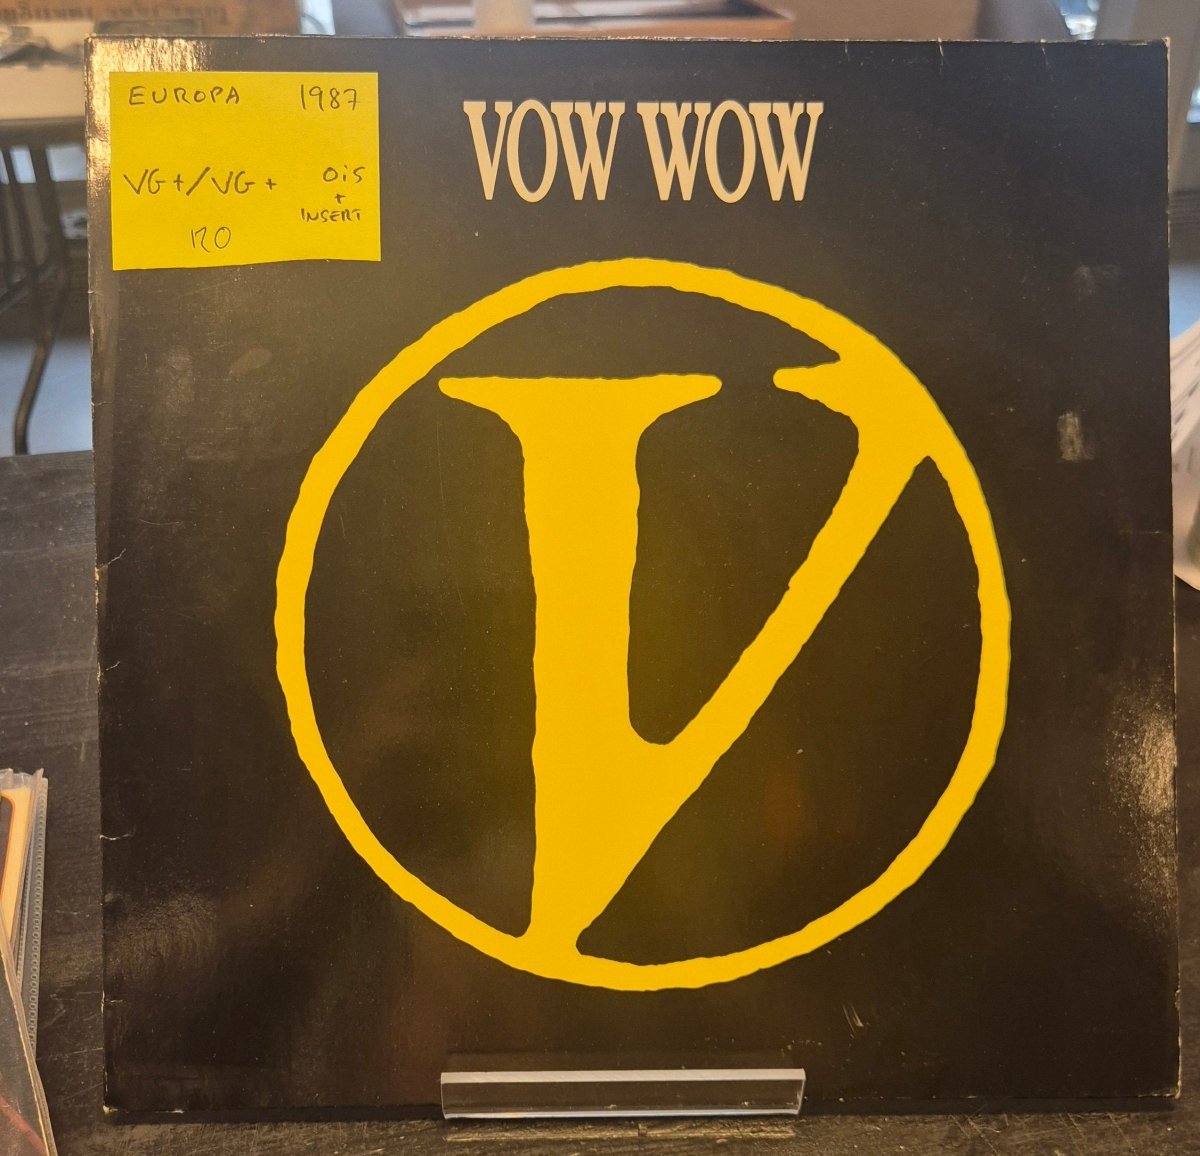 EUROPA 1987
VG+/VG+ OiS
+
INSERT
120
VOW WOW
V